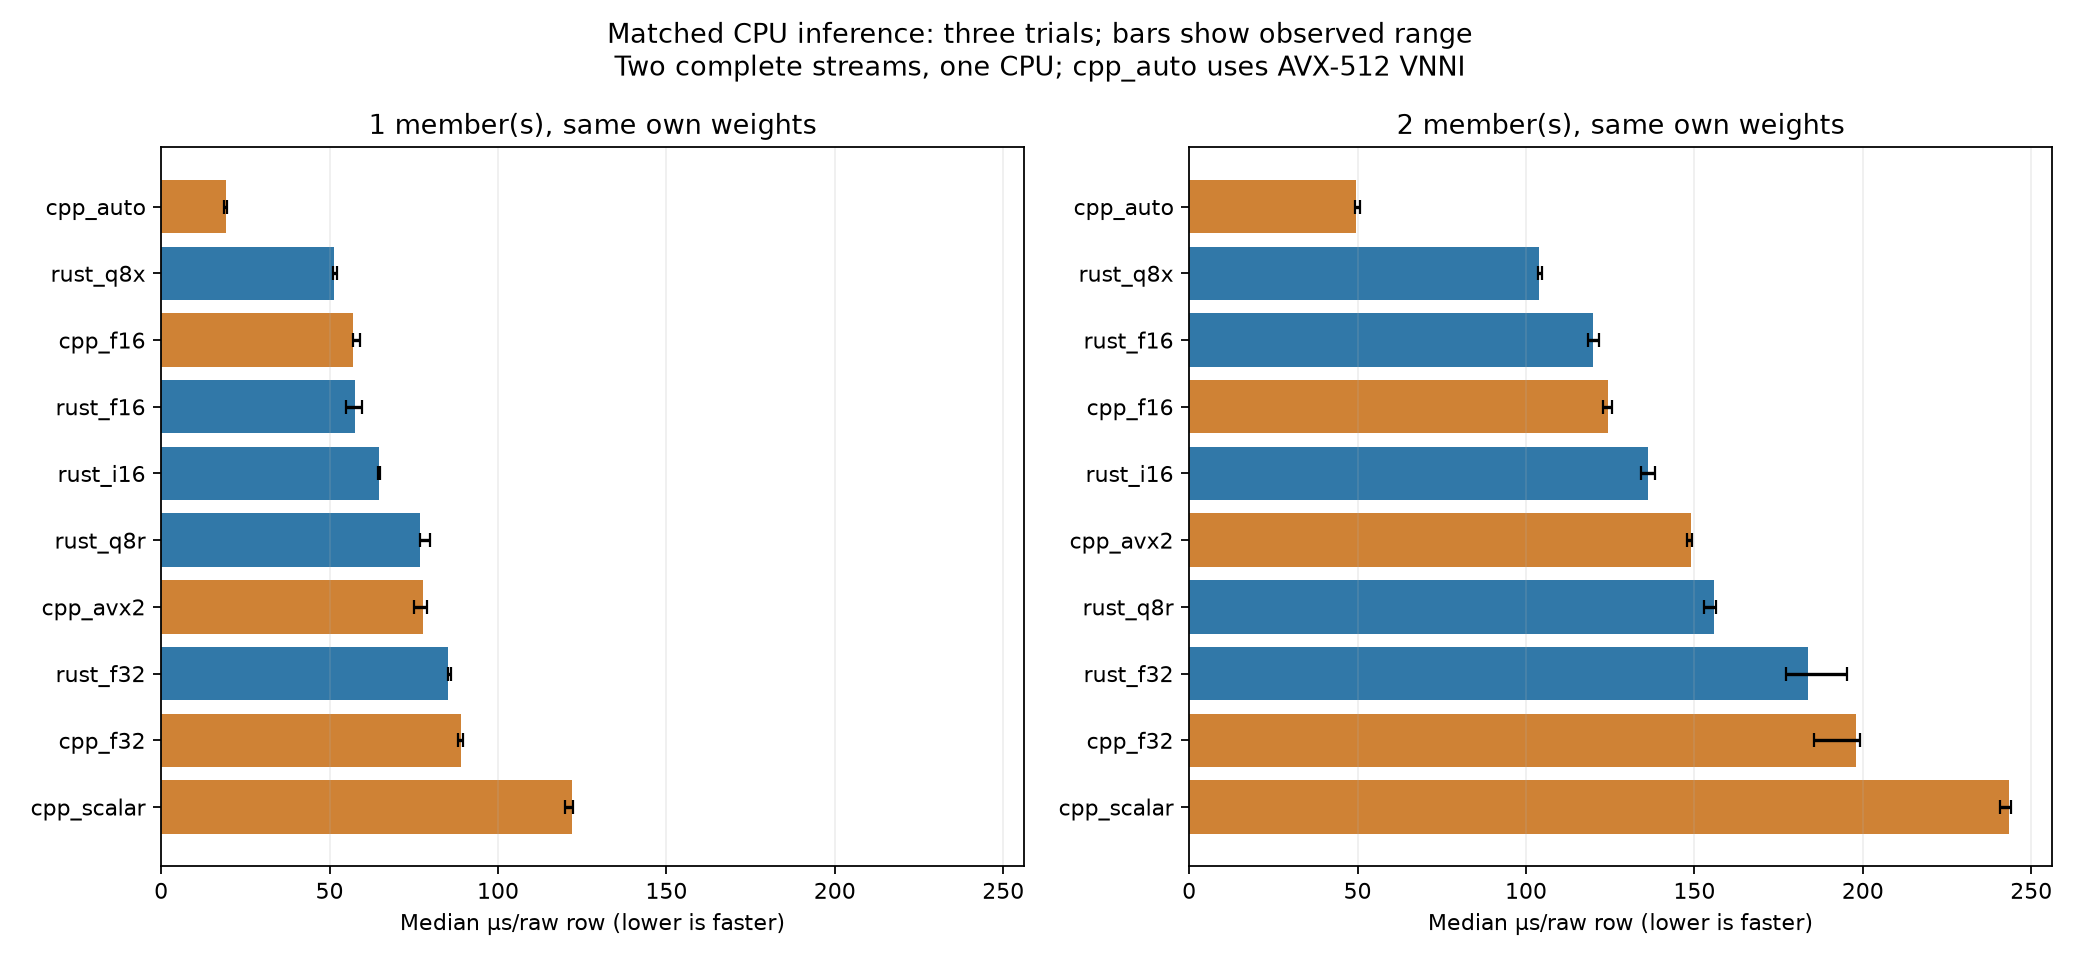 Matched CPU inference: three trials; bars show observed range
Two complete streams, one CPU; cpp_auto uses AVX-512 VNNI
1 member(s), same own weights
cpp_auto
rust_q8x
cpp_f16
rust_f16
rust_i16
rust_q8r
cpp_avx2
rust_f32
cpp_f32
cpp_scalar
0 50 100 150 200 250
Median µs/raw row (lower is faster)
2 member(s), same own weights
cpp_auto
rust_q8x
rust_f16
cpp_f16
rust_i16
cpp_avx2
rust_q8r
rust_f32
cpp_f32
cpp_scalar
0 50 100 150 200 250
Median µs/raw row (lower is faster)